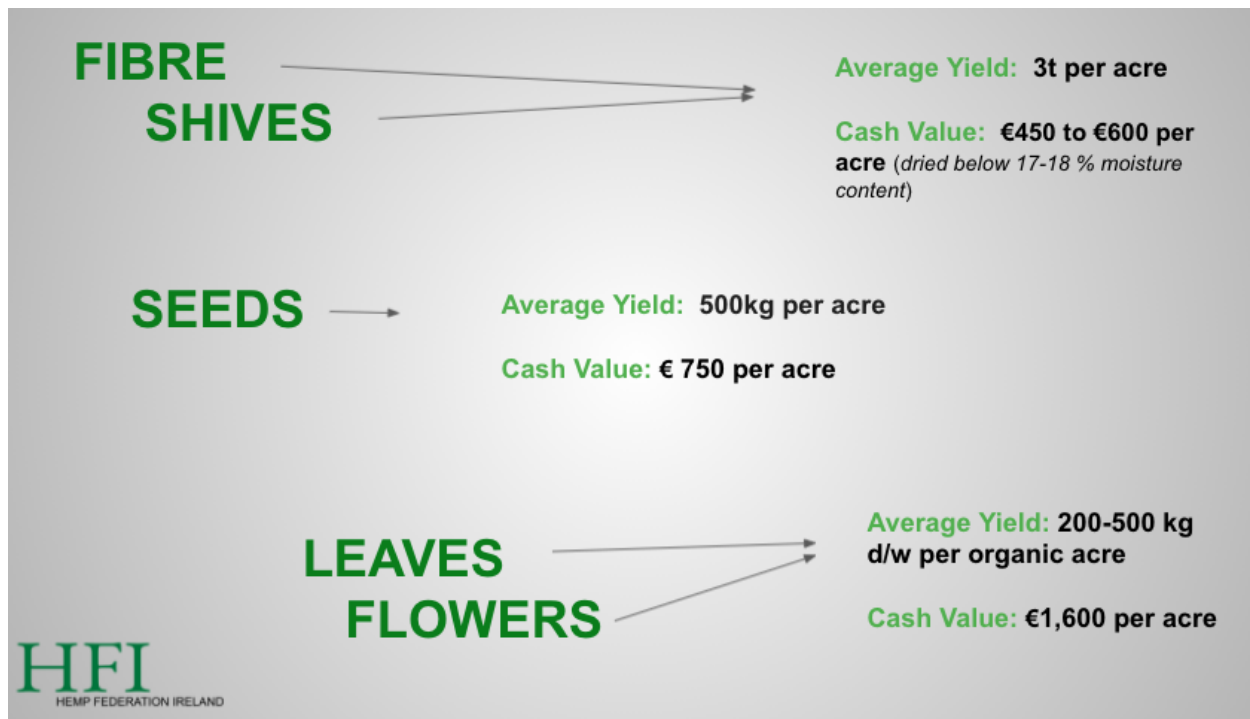 FIBRE
SHIVES
Average Yield: 3t per acre
Cash Value: €450 to €600 per
acre (dried below 17-18 % moisture
content)
SEEDS
Average Yield: 500kg per acre
Cash Value: € 750 per acre
LEAVES
FLOWERS
Average Yield: 200-500 kg
d/w per organic acre
Cash Value: €1,600 per acre
HFI
HEMP FEDERATION IRELAND